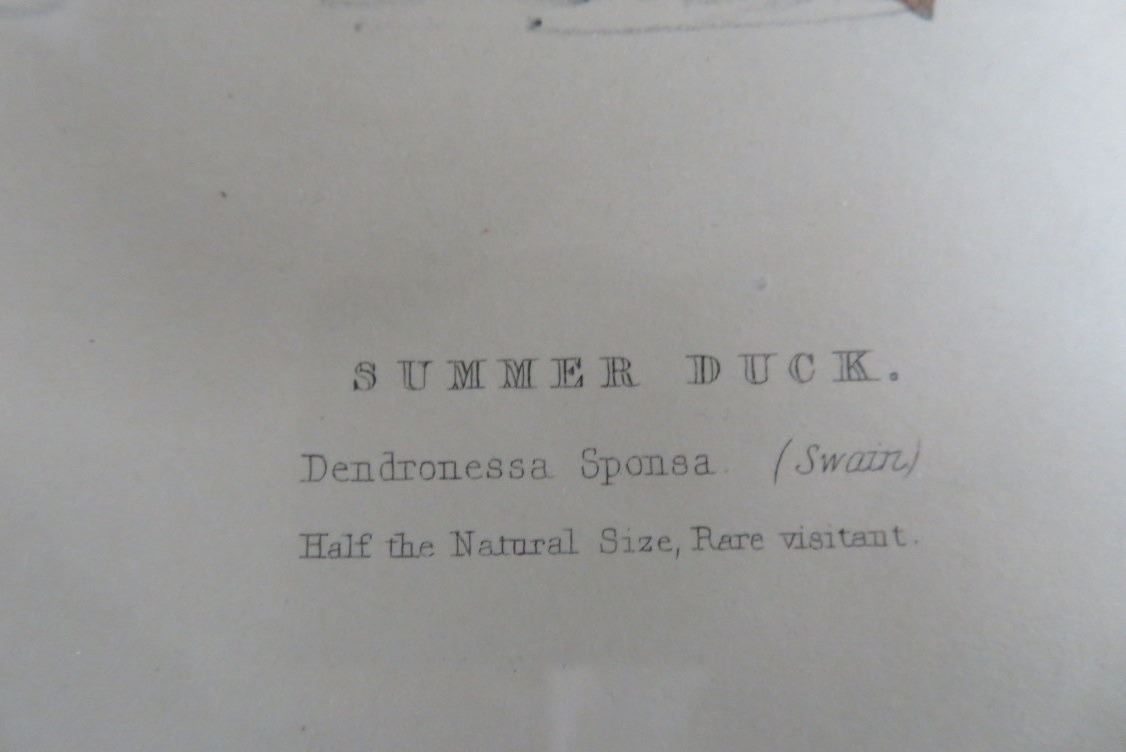 SUMMER DUCK.
Dendronessa Sponsa. (Swain)
Half the Natural Size, Rare visitant.